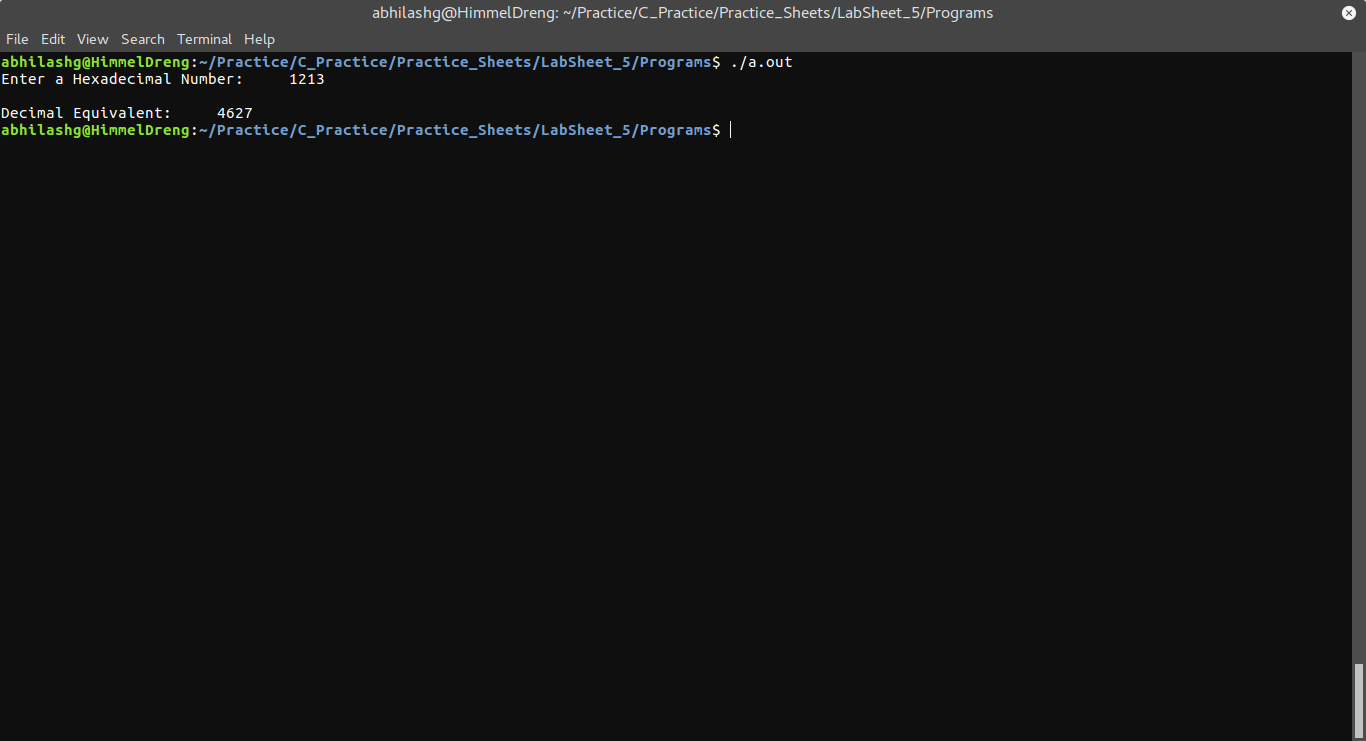 abhilashg@HimmelDreng: ~/Practice/C_Practice/Practice_Sheets/LabSheet_5/Programs
File Edit View Search Terminal Help
abhilashg@HimmelDreng:~/Practice/C_Practice/Practice_Sheets/LabSheet_5/Programs$ ./a.out
Enter a Hexadecimal Number:     1213
Decimal Equivalent:     4627
abhilashg@HimmelDreng:~/Practice/C_Practice/Practice_Sheets/LabSheet_5/Programs$